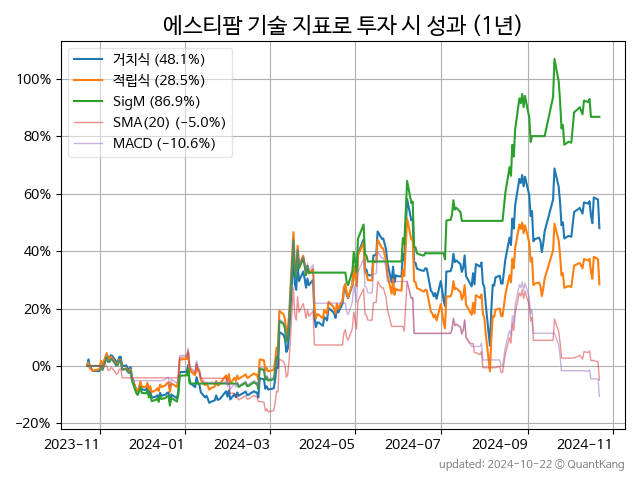 에스티팜 기술 지표로 투자 시 성과 (1년)
거치식 (48.1%)
적립식 (28.5%)
SigM (86.9%)
SMA(20) (−5.0%)
MACD (−10.6%)
100%
80%
60%
40%
20%
0%
−20%
2023−11 2024−01 2024−03 2024−05 2024−07 2024−09 2024−11
updated: 2024-10-22 © QuantKang